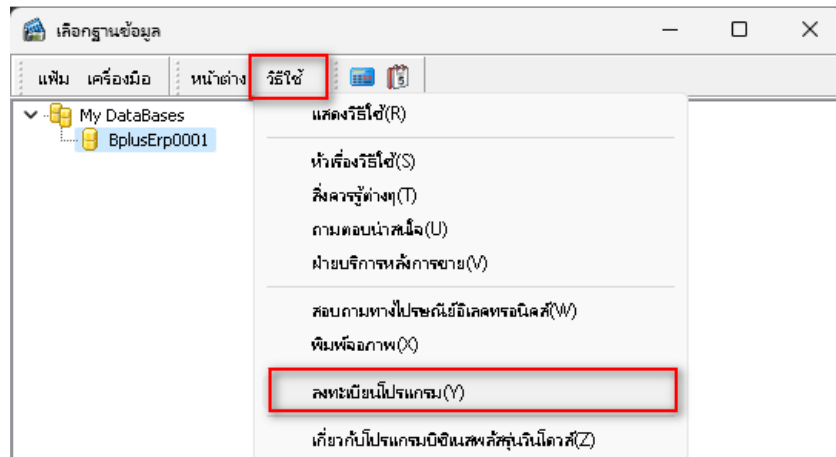 เลือกฐานข้อมูล
แฟ้ม เครื่องมือ หน้าต่าง วิธีใช้ 5
My DataBases
BplusErp0001
แสดงวิธีใช้(R)
หัวเรื่องวิธีใช้(S)
สิ่งควรรู้ต่างๆ(T)
ถามตอบน่าสนใจ(U)
ฝ่ายบริการหลังการขาย(V)
สอบถามทางไปรษณีย์อิเลคทรอนิคส์(W)
พิมพ์จอภาพ(X)
ลงทะเบียนโปรแกรม(Y)
เกี่ยวกับโปรแกรมบิซิเนสพลัสรุ่นวินโดวส์(Z)